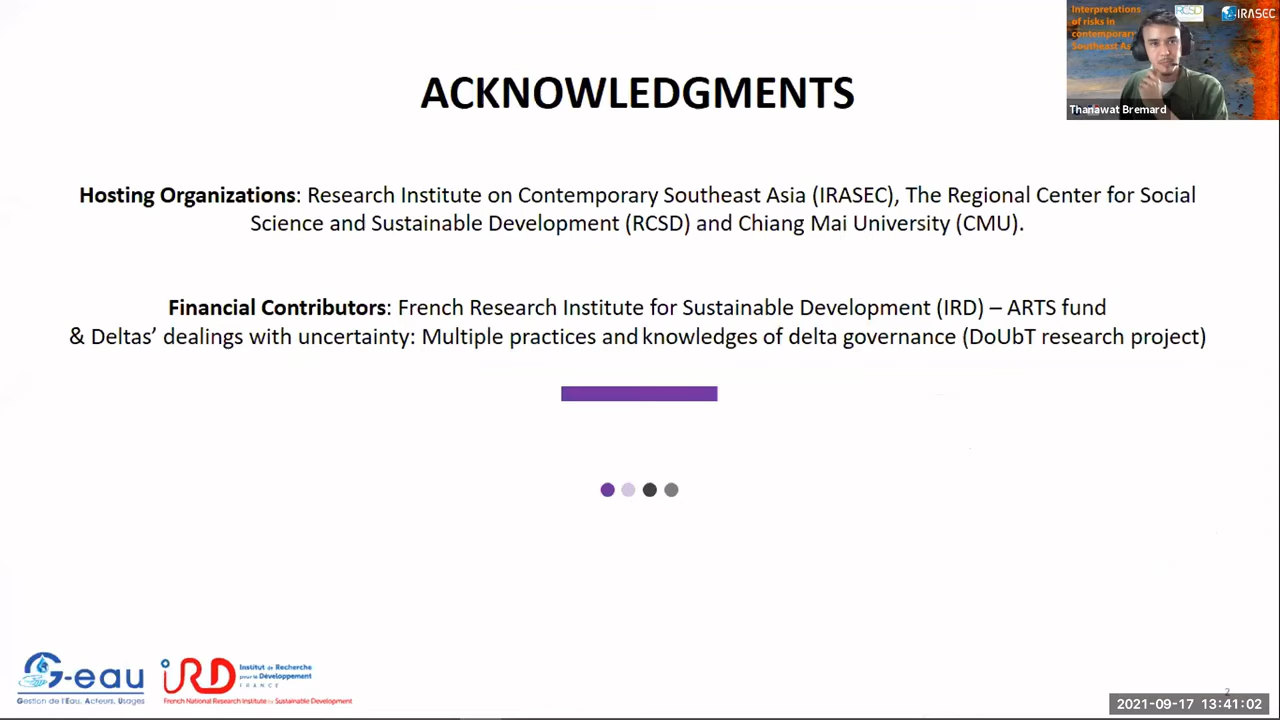 Interpretations
of risks in
contemporary
Southeast As
RCSD
IRASEC
Thanawat Bremard
ACKNOWLEDGMENTS
Hosting Organizations: Research Institute on Contemporary Southeast Asia (IRASEC), The Regional Center for Social
Science and Sustainable Development (RCSD) and Chiang Mai University (CMU).
Financial Contributors: French Research Institute for Sustainable Development (IRD) – ARTS fund
& Deltas’ dealings with uncertainty: Multiple practices and knowledges of delta governance (DoUbT research project)
G-eau
Gestion de l'Eau, Acteurs, Usages
iRD
Institut de Recherche
pour le Développement
FRANCE
French National Research Institute for Sustainable Development
2
2021-09-17 13:41:02